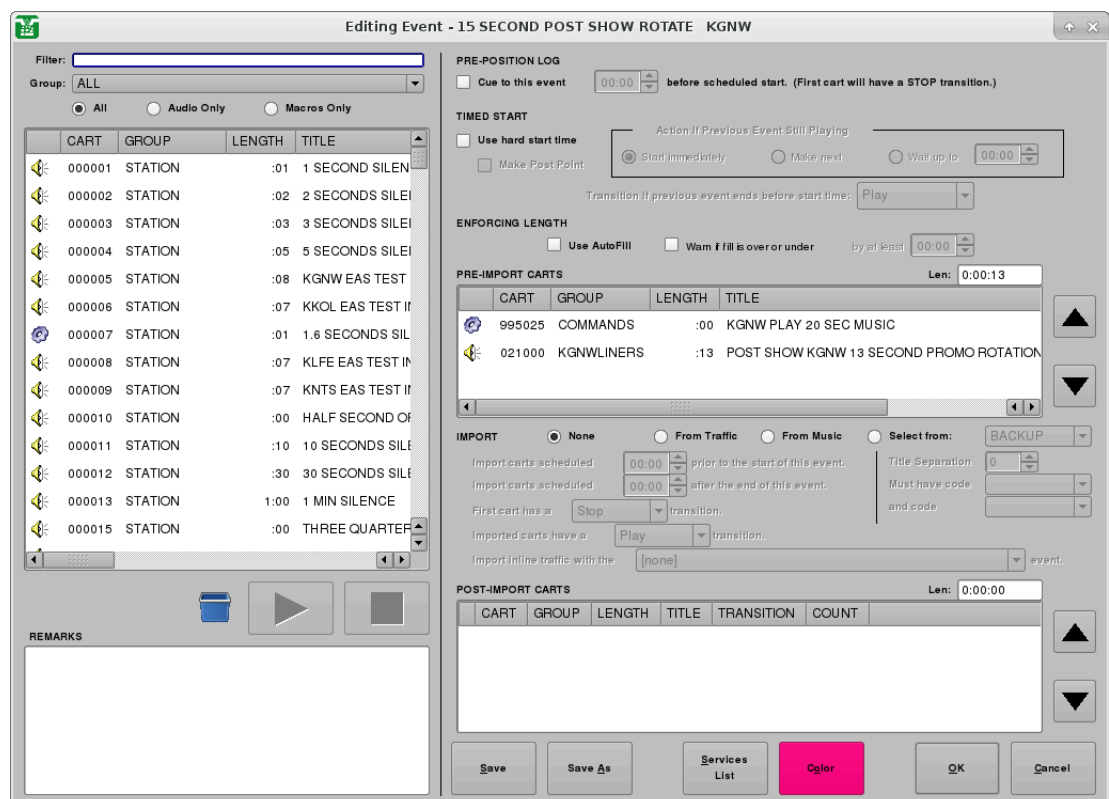 Editing Event - 15 SECOND POST SHOW ROTATE KGNW
Filter:
Group: ALL
All Audio Only Macros Only
CART GROUP LENGTH TITLE
000001 STATION :01 1 SECOND SILEN
000002 STATION :02 2 SECONDS SILE
000003 STATION :03 3 SECONDS SILE
000004 STATION :05 5 SECONDS SILE
000005 STATION :08 KGNW EAS TEST
000006 STATION :07 KKOL EAS TEST I
000007 STATION :01 1.6 SECONDS SIL
000008 STATION :07 KLFE EAS TEST IN
000009 STATION :07 KNTS EAS TEST I
000010 STATION :00 HALF SECOND OF
000011 STATION :10 10 SECONDS SILE
000012 STATION :30 30 SECONDS SILE
000013 STATION 1:00 1 MIN SILENCE
000015 STATION :00 THREE QUARTER
REMARKS
PRE-POSITION LOG
Cue to this event 00:00 before scheduled start. (First cart will have a STOP transition.)
TIMED START
Use hard start time
Make Post Point
Action If Previous Event Still Playing
Start immediately Make next Wait up to 00:00
Transition if previous event ends before start time: Play
ENFORCING LENGTH
Use AutoFill Warn if fill is over or under by at least 00:00
PRE-IMPORT CARTS Len: 0:00:13
CART GROUP LENGTH TITLE
995025 COMMANDS :00 KGNW PLAY 20 SEC MUSIC
021000 KGNWLINERS :13 POST SHOW KGNW 13 SECOND PROMO ROTATION
IMPORT None From Traffic From Music Select from: BACKUP
Import carts scheduled 00:00 prior to the start of this event.
Import carts scheduled 00:00 after the end of this event.
First cart has a Stop transition.
Imported carts have a Play transition.
Import inline traffic with the [none] event.
Title Separation 0
Must have code
and code
POST-IMPORT CARTS Len: 0:00:00
CART GROUP LENGTH TITLE TRANSITION COUNT
Save Save As Services List Color OK Cancel